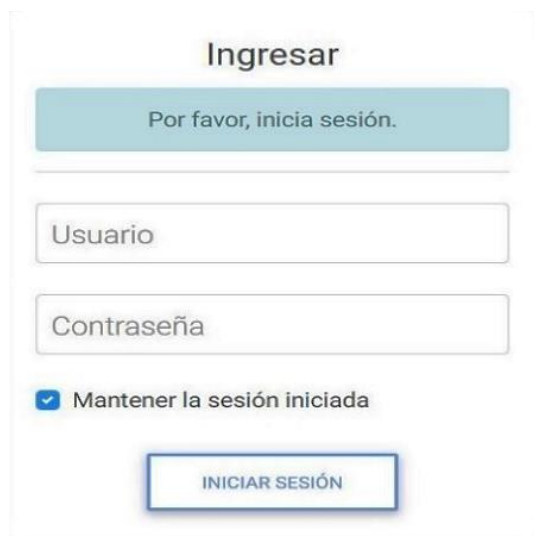 Ingresar
Por favor, inicia sesión.
Usuario
Contraseña
Mantener la sesión iniciada
INICIAR SESIÓN